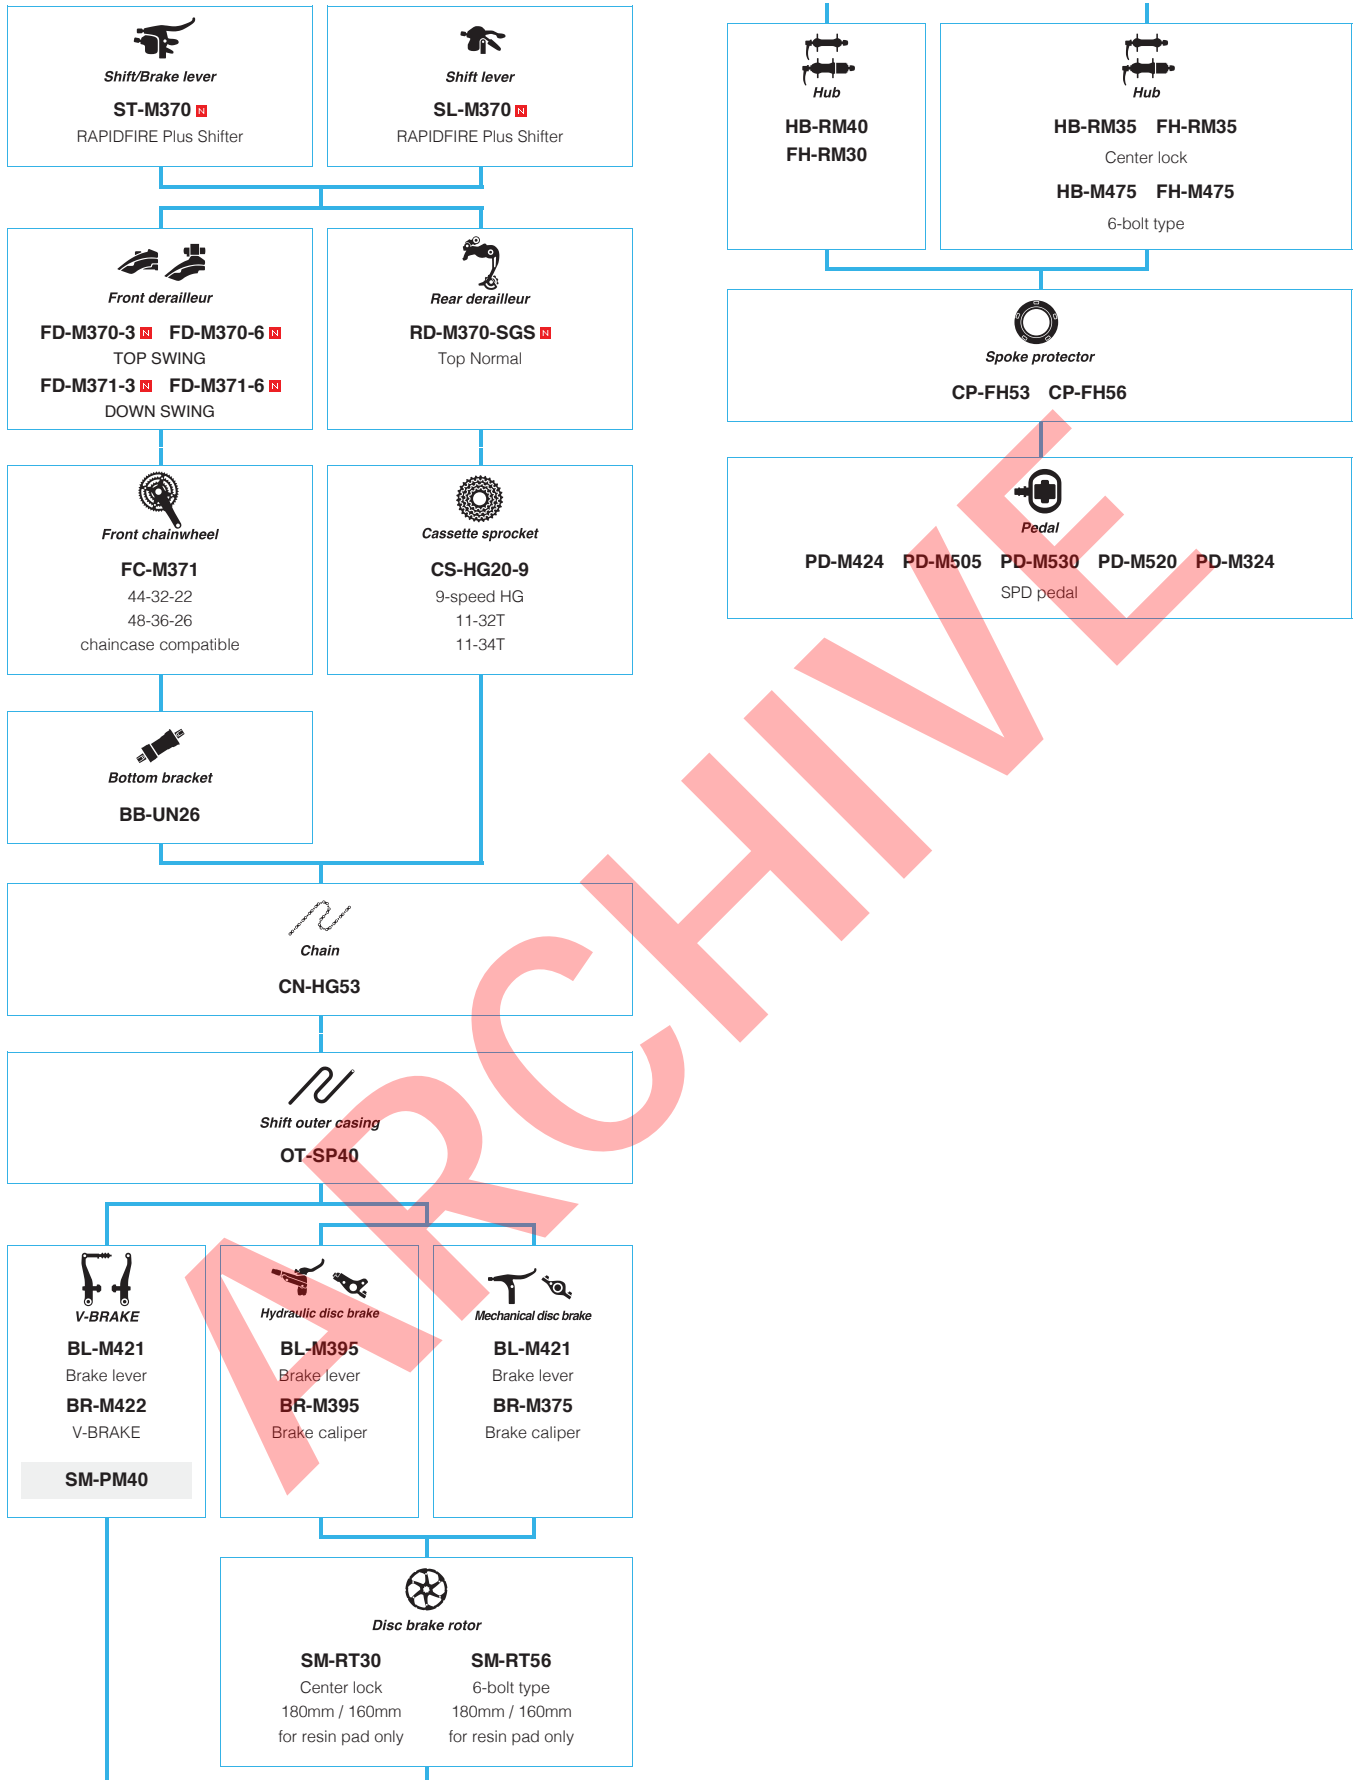 Shift/Brake lever
ST-M370 N
RAPIDFIRE Plus Shifter
Shift lever
SL-M370 N
RAPIDFIRE Plus Shifter
Front derailleur
FD-M370-3 N FD-M370-6 N
TOP SWING
FD-M371-3 N FD-M371-6 N
DOWN SWING
Rear derailleur
RD-M370-SGS N
Top Normal
Front chainwheel
FC-M371
44-32-22
48-36-26
chaincase compatible
Cassette sprocket
CS-HG20-9
9-speed HG
11-32T
11-34T
Bottom bracket
BB-UN26
Chain
CN-HG53
Shift outer casing
OT-SP40
V-BRAKE
BL-M421
Brake lever
BR-M422
V-BRAKE
SM-PM40
Hydraulic disc brake
BL-M395
Brake lever
BR-M395
Brake caliper
Mechanical disc brake
BL-M421
Brake lever
BR-M375
Brake caliper
Disc brake rotor
SM-RT30
Center lock
180mm / 160mm
for resin pad only
SM-RT56
6-bolt type
180mm / 160mm
for resin pad only
Hub
HB-RM40
FH-RM30
Hub
HB-RM35 FH-RM35
Center lock
HB-M475 FH-M475
6-bolt type
Spoke protector
CP-FH53 CP-FH56
Pedal
PD-M424 PD-M505 PD-M530 PD-M520 PD-M324
SPD pedal
ARCHIVE